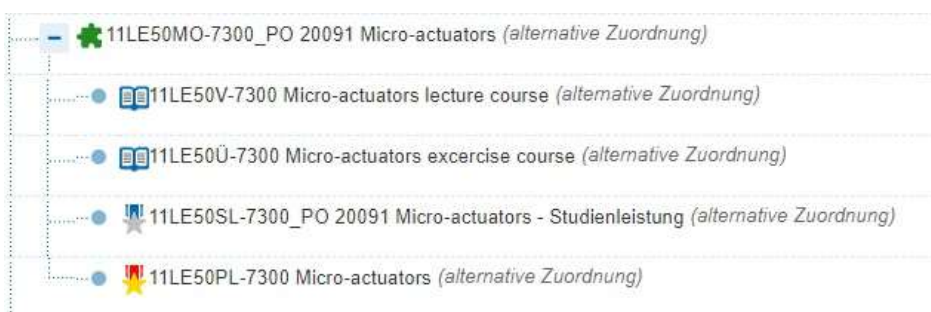 11LE50MO-7300_PO 20091 Micro-actuators (alternative Zuordnung)
11LE50V-7300 Micro-actuators lecture course (alternative Zuordnung)
11LE50Ü-7300 Micro-actuators excercise course (alternative Zuordnung)
11LE50SL-7300_PO 20091 Micro-actuators - Studienleistung (alternative Zuordnung)
11LE50PL-7300 Micro-actuators (alternative Zuordnung)